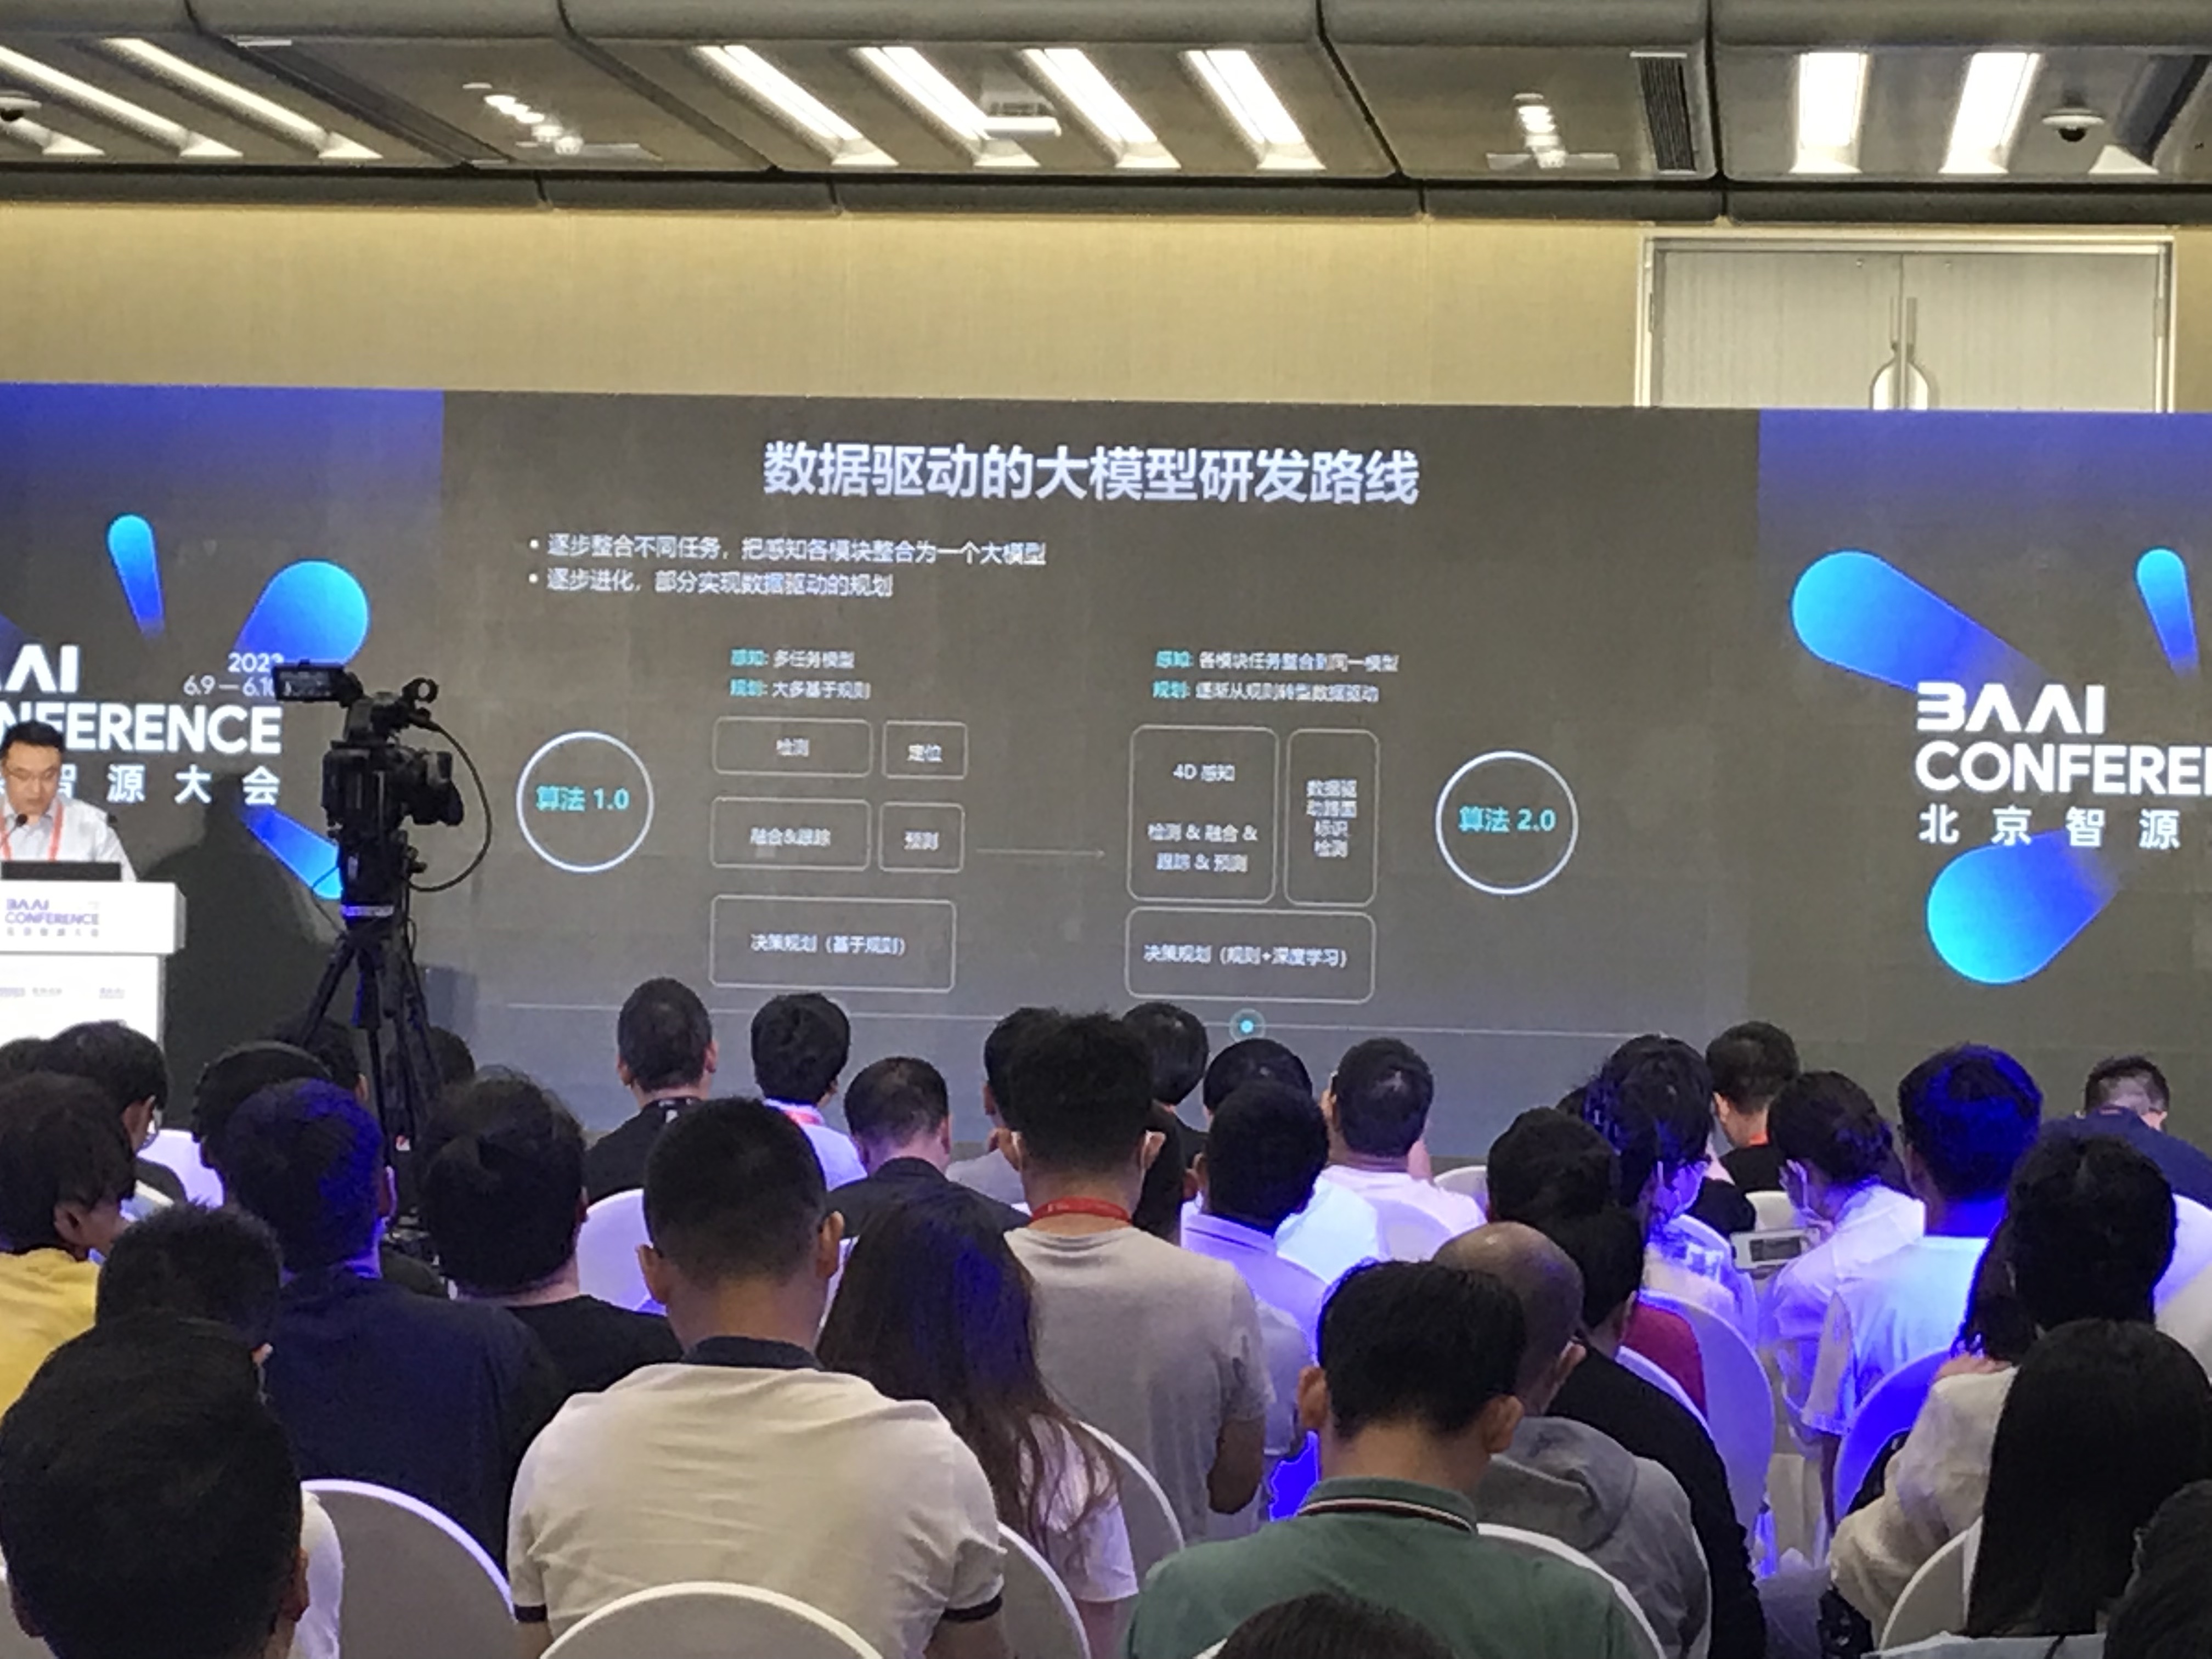 数据驱动的大模型研发路线
• 逐步整合不同任务，把感知各模块整合为一个大模型
• 逐步进化，部分实现数据驱动的规划
感知: 多任务模型
规划: 大多基于规则
算法 1.0
检测
定位
融合&跟踪
预测
决策规划（基于规则）
感知: 各模块任务整合到同一模型
规划: 逐渐从规则转型数据驱动
4D 感知
检测 & 融合 &
跟踪 & 预测
数据驱
动路面
标识
检测
决策规划（规则+深度学习）
算法 2.0
AAI
2023
6.9 — 6.10
NFERENCE
智源大会
BAAI
CONFERENCE
BAAI
CONFERE
北京智源